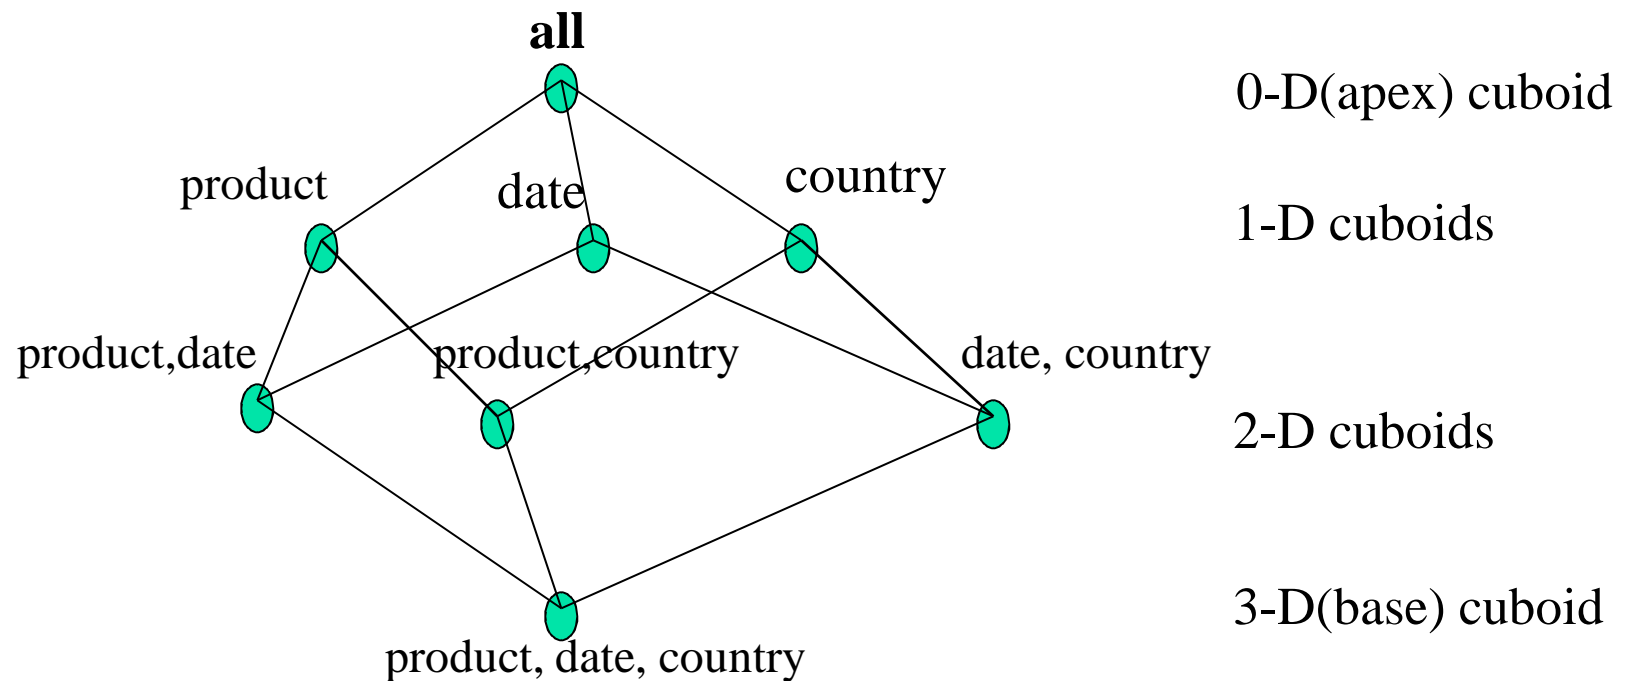 all
0-D(apex) cuboid
product
date
country
1-D cuboids
product,date
product,country
date, country
2-D cuboids
3-D(base) cuboid
product, date, country